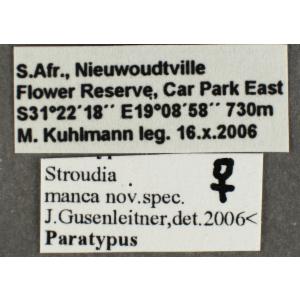 S.Afr., Nieuwoudtville
Flower Reserve, Car Park East
S31°22´18´´ E19°08´58´´ 730m
M. Kuhlmann leg. 16.x.2006
Stroudia ♀
manca nov.spec.
J.Gusenleitner,det.2006<
Paratypus